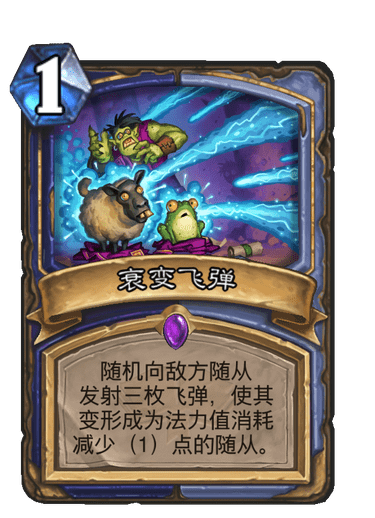 1
衰变飞弹
随机向敌方随从
发射三枚飞弹，使其
变形成为法力值消耗
减少（1）点的随从。